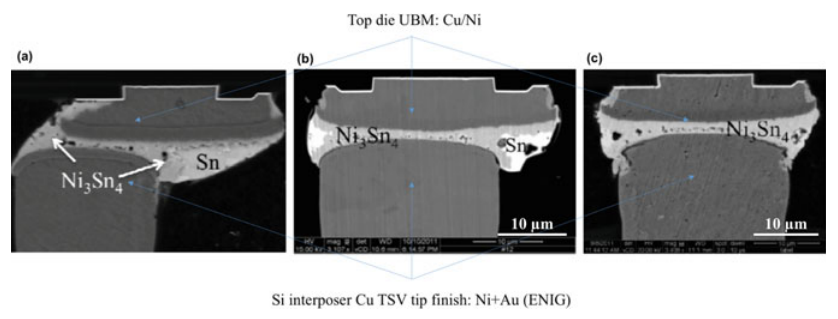 Top die UBM: Cu/Ni
(a)
(b)
(c)
Ni3Sn4
Sn
Ni3Sn4
Sn
Ni3Sn4
10 µm
10 µm
Si interposer Cu TSV tip finish: Ni+Au (ENIG)